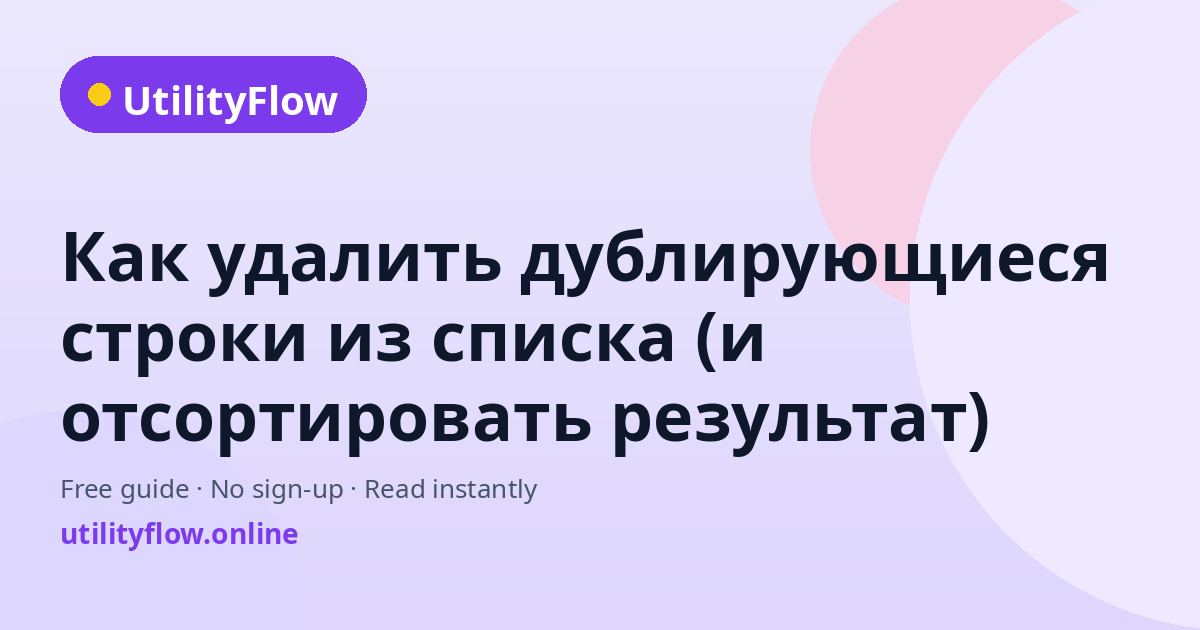 UtilityFlow
Как удалить дублирующиеся
строки из списка (и
отсортировать результат)
Free guide · No sign-up · Read instantly
utilityflow.online